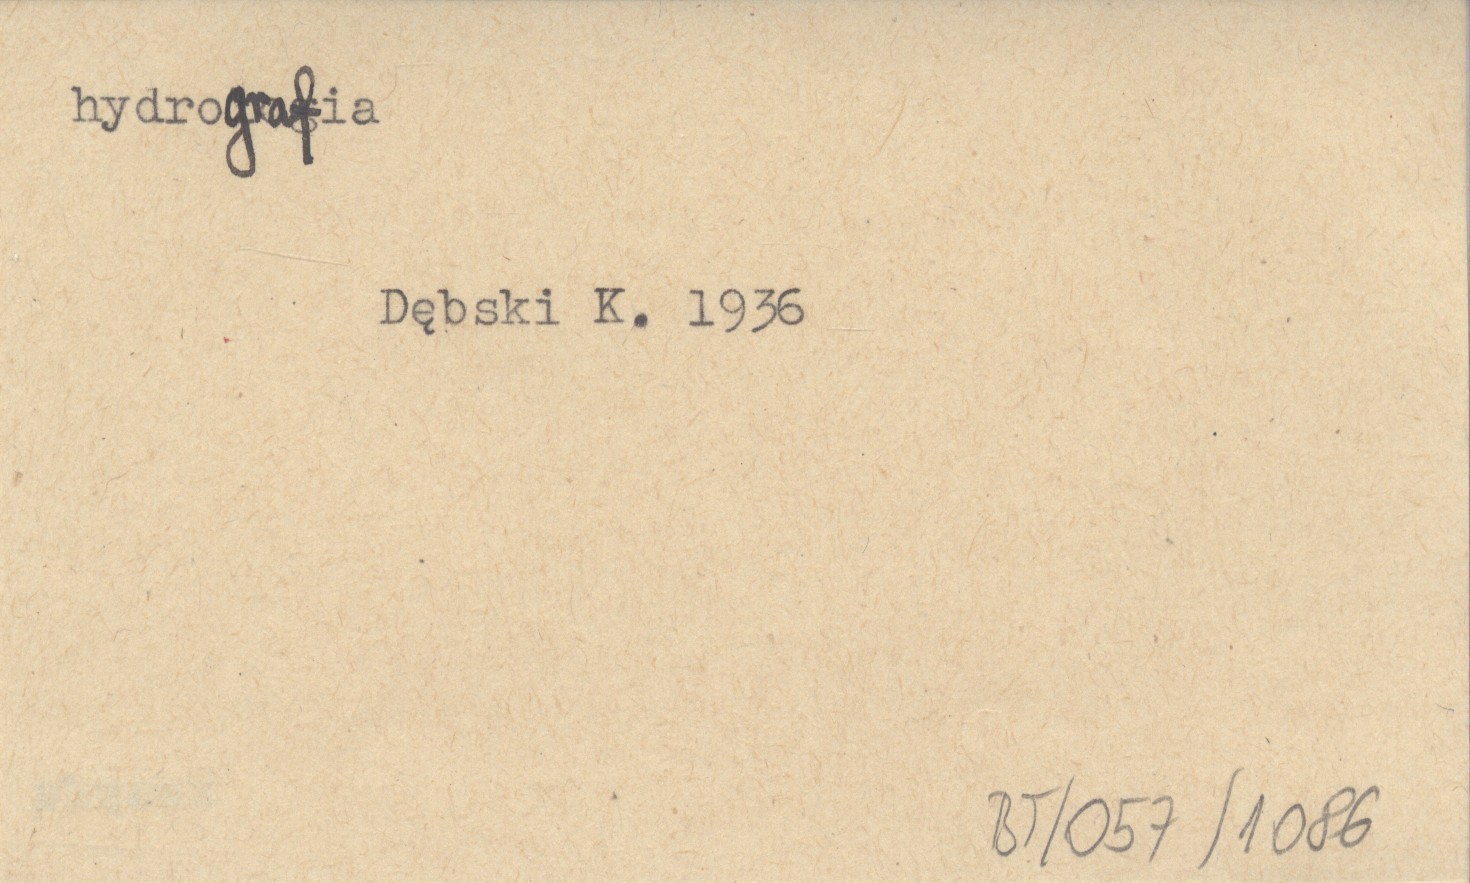 hydrografia
Dębski K. 1936
BT/057/1086